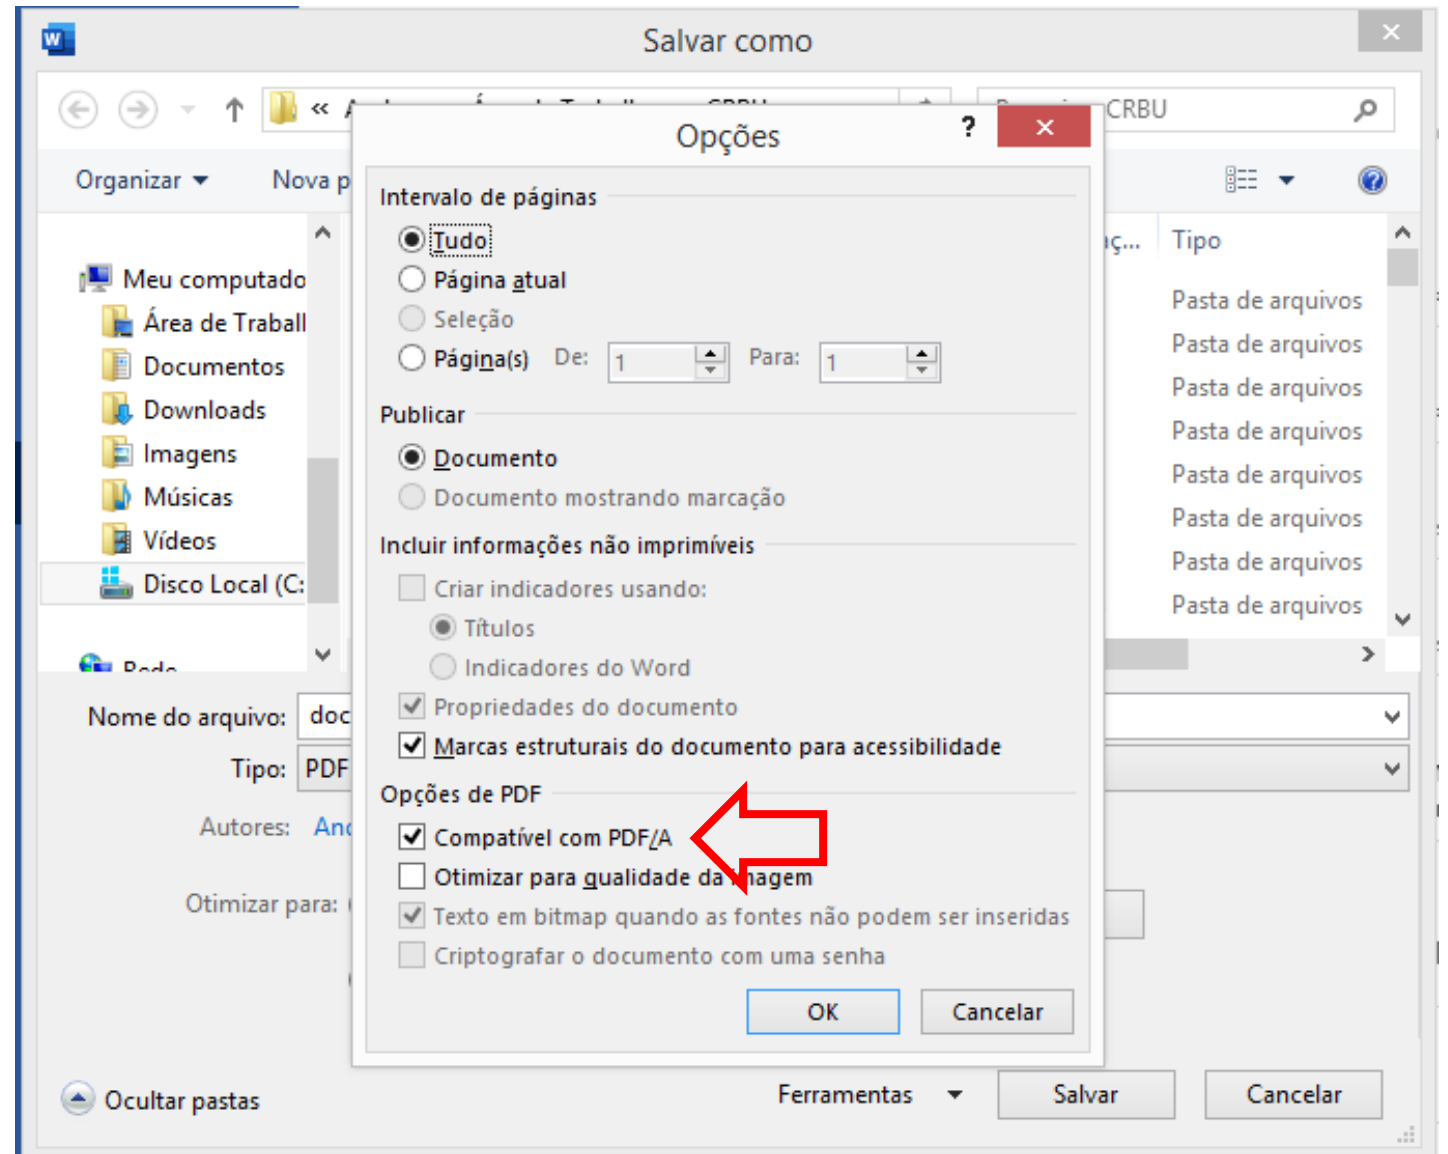 Salvar como
CRBU
Opções
Organizar
Nova p
Intervalo de páginas
Tudo
Tipo
Página atual
Meu computado
Pasta de arquivos
Seleção
Área de Traball
Pasta de arquivos
Página(s) De: 1 Para: 1
Documentos
Pasta de arquivos
Downloads
Publicar
Pasta de arquivos
Imagens
Documento
Pasta de arquivos
Músicas
Documento mostrando marcação
Pasta de arquivos
Vídeos
Incluir informações não imprimíveis
Pasta de arquivos
Disco Local (C:
Criar indicadores usando:
Pasta de arquivos
Títulos
Rede
Indicadores do Word
Nome do arquivo: doc
Propriedades do documento
Marcas estruturais do documento para acessibilidade
Tipo: PDF
Opções de PDF
Autores: And
Compatível com PDF/A
Otimizar para qualidade da imagem
Otimizar para:
Texto em bitmap quando as fontes não podem ser inseridas
Criptografar o documento com uma senha
OK Cancelar
Ocultar pastas
Ferramentas Salvar Cancelar